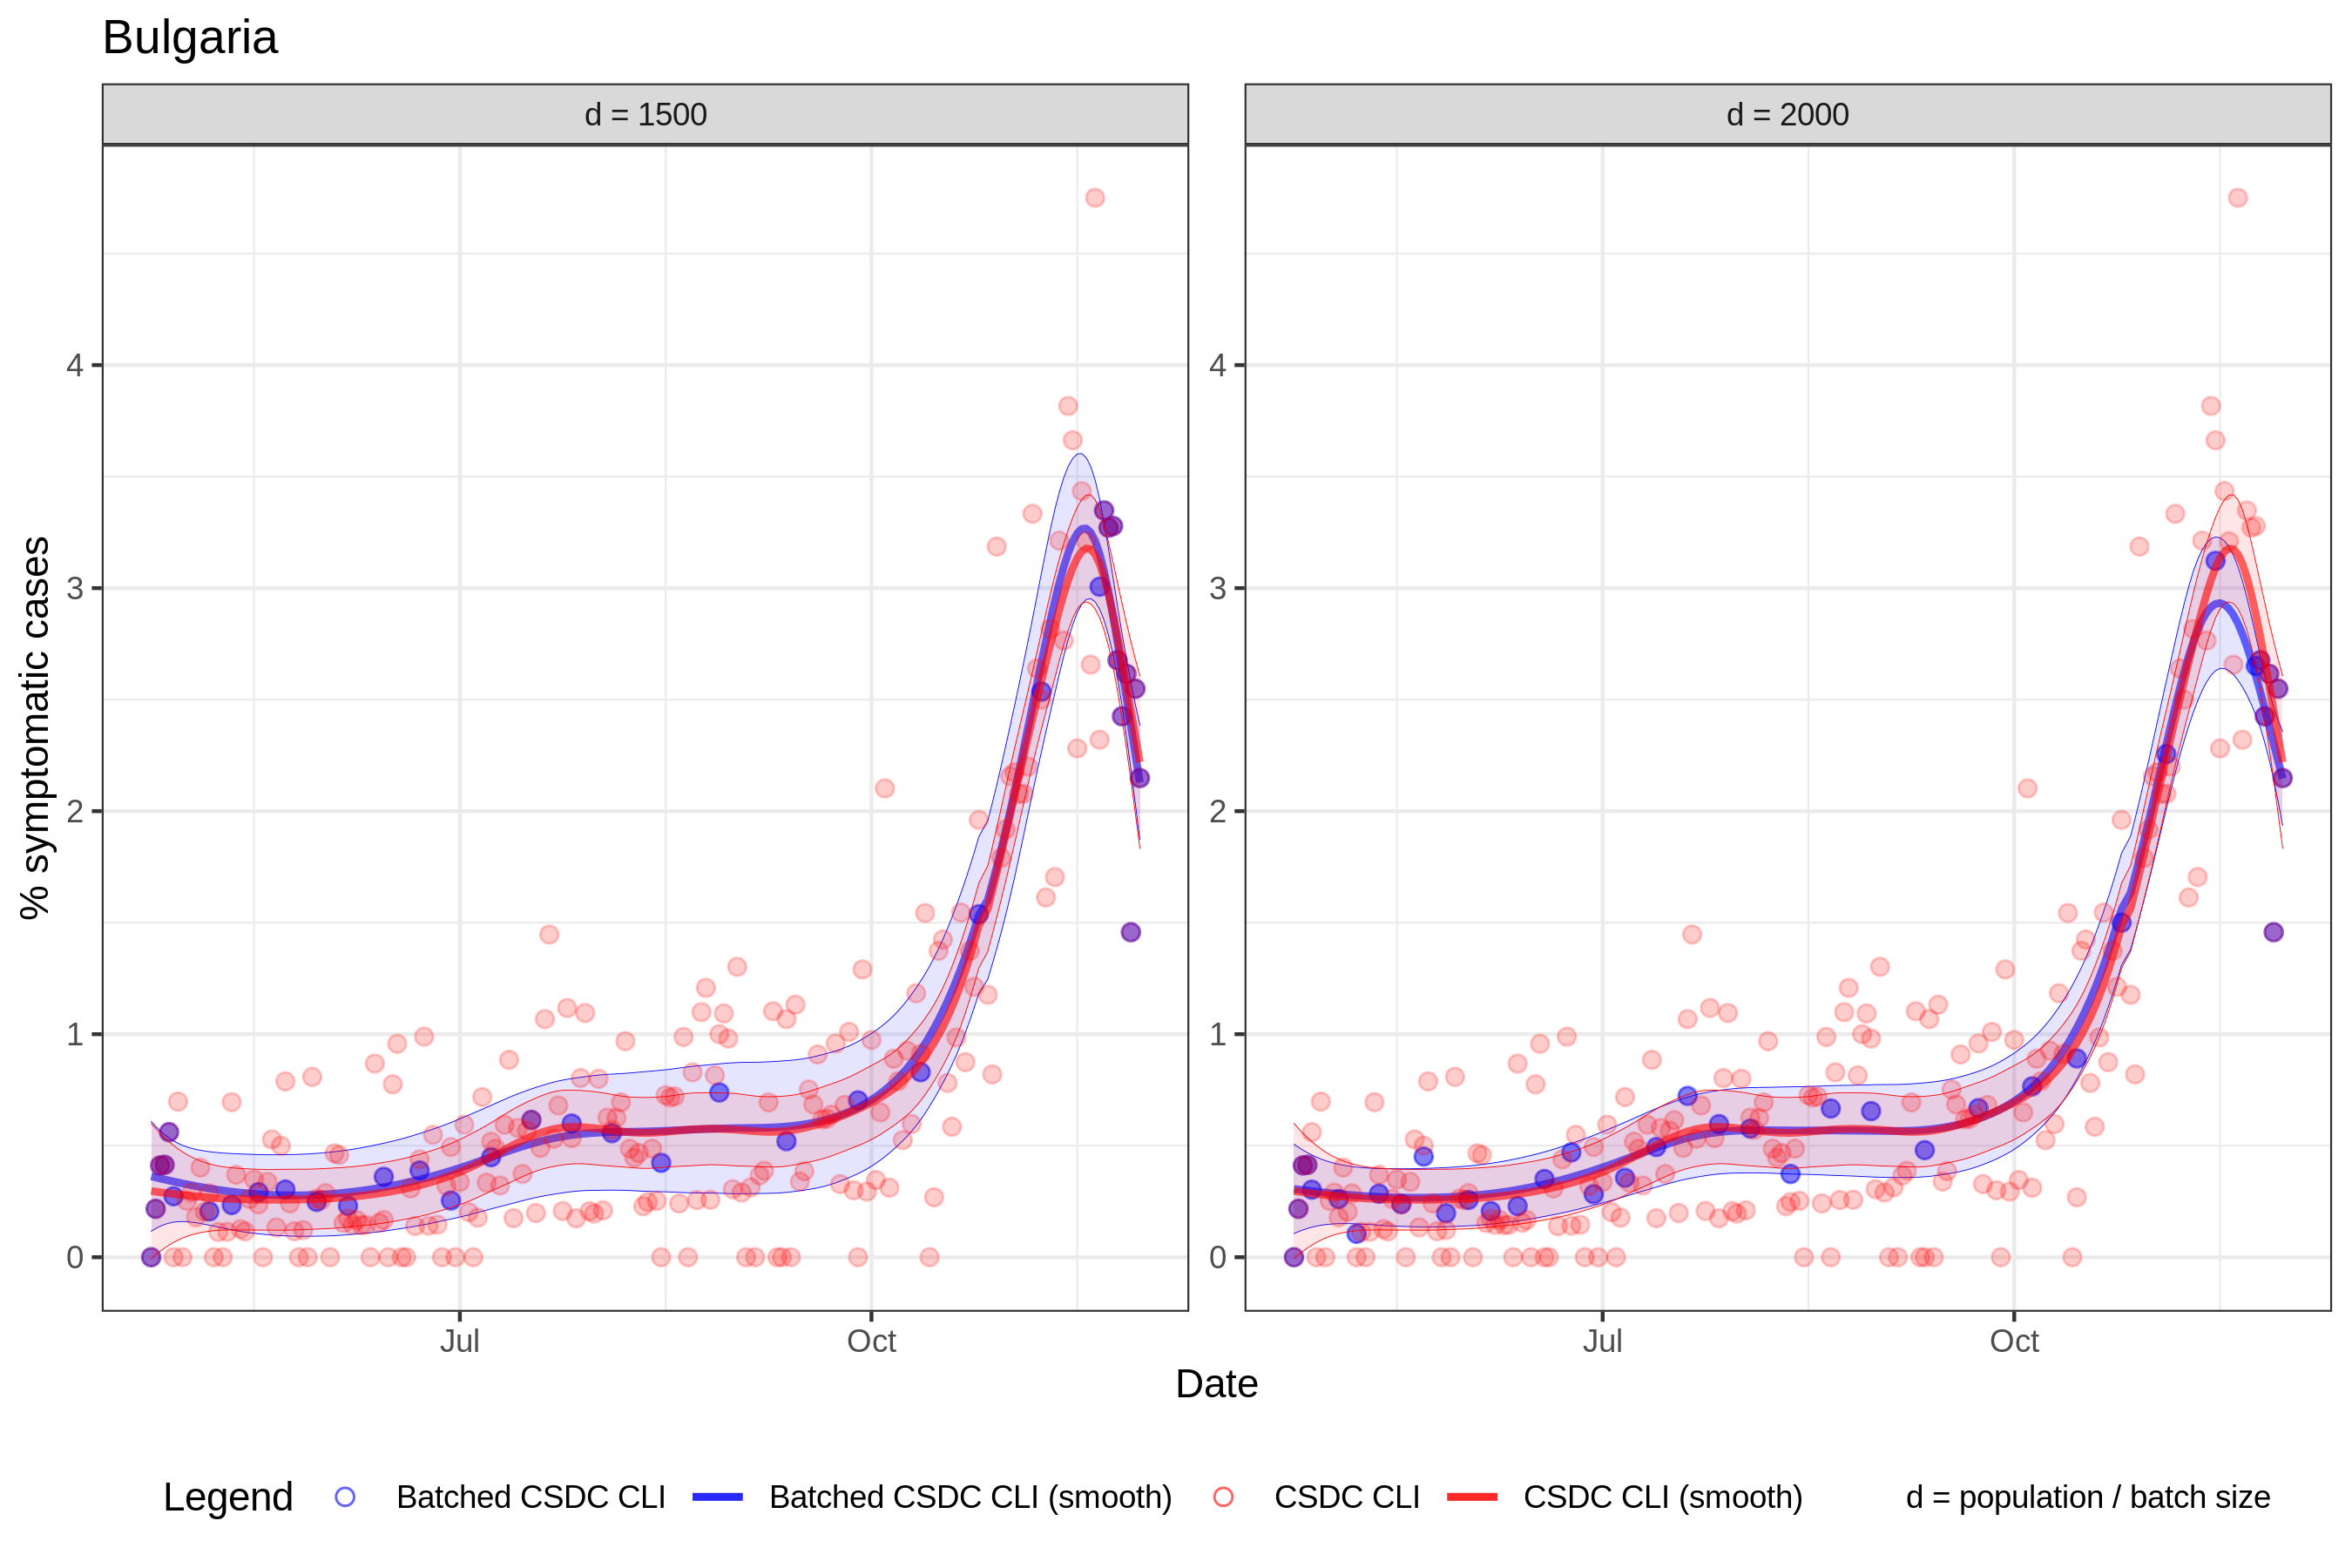 Bulgaria
d = 1500
d = 2000
% symptomatic cases
4
3
2
1
0
4
3
2
1
0
Jul
Oct
Jul
Oct
Date
Legend
Batched CSDC CLI
Batched CSDC CLI (smooth)
CSDC CLI
CSDC CLI (smooth)
d = population / batch size